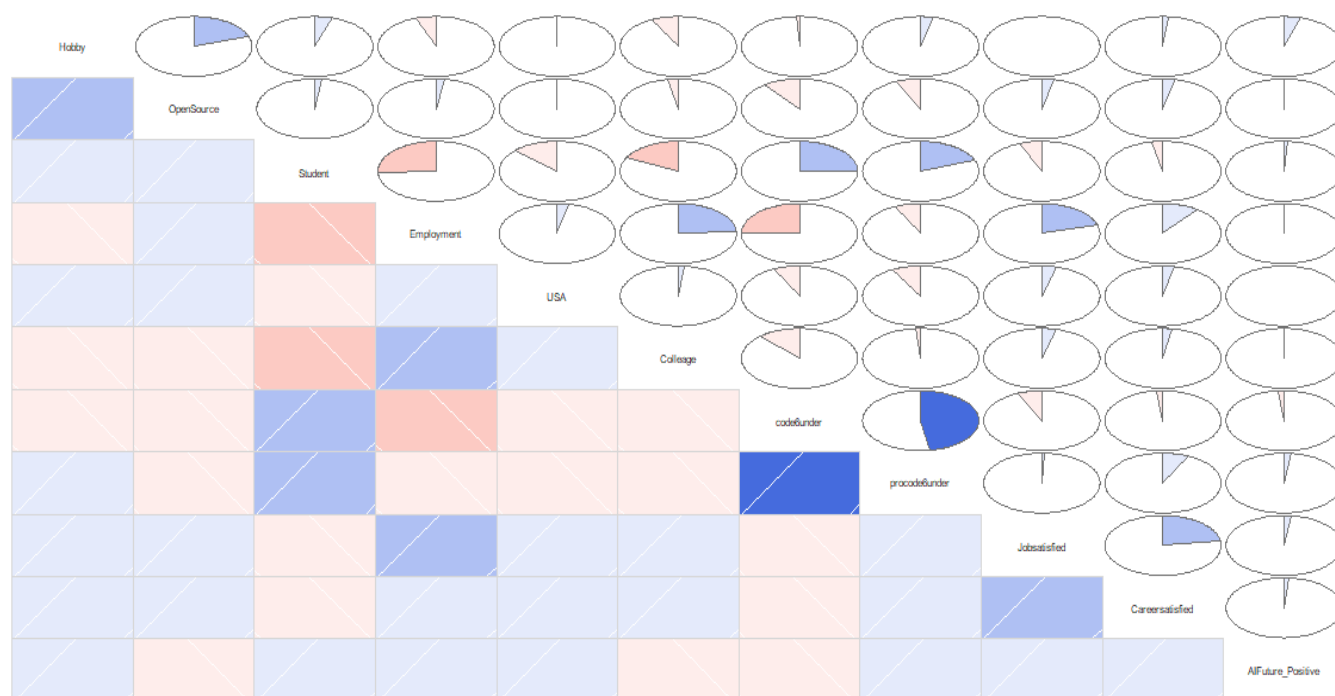 Hobby
OpenSource
Student
Employment
USA
Colleage
code6under
procode6under
Jobsatisfied
Careersatisfied
AIFuture_Positive